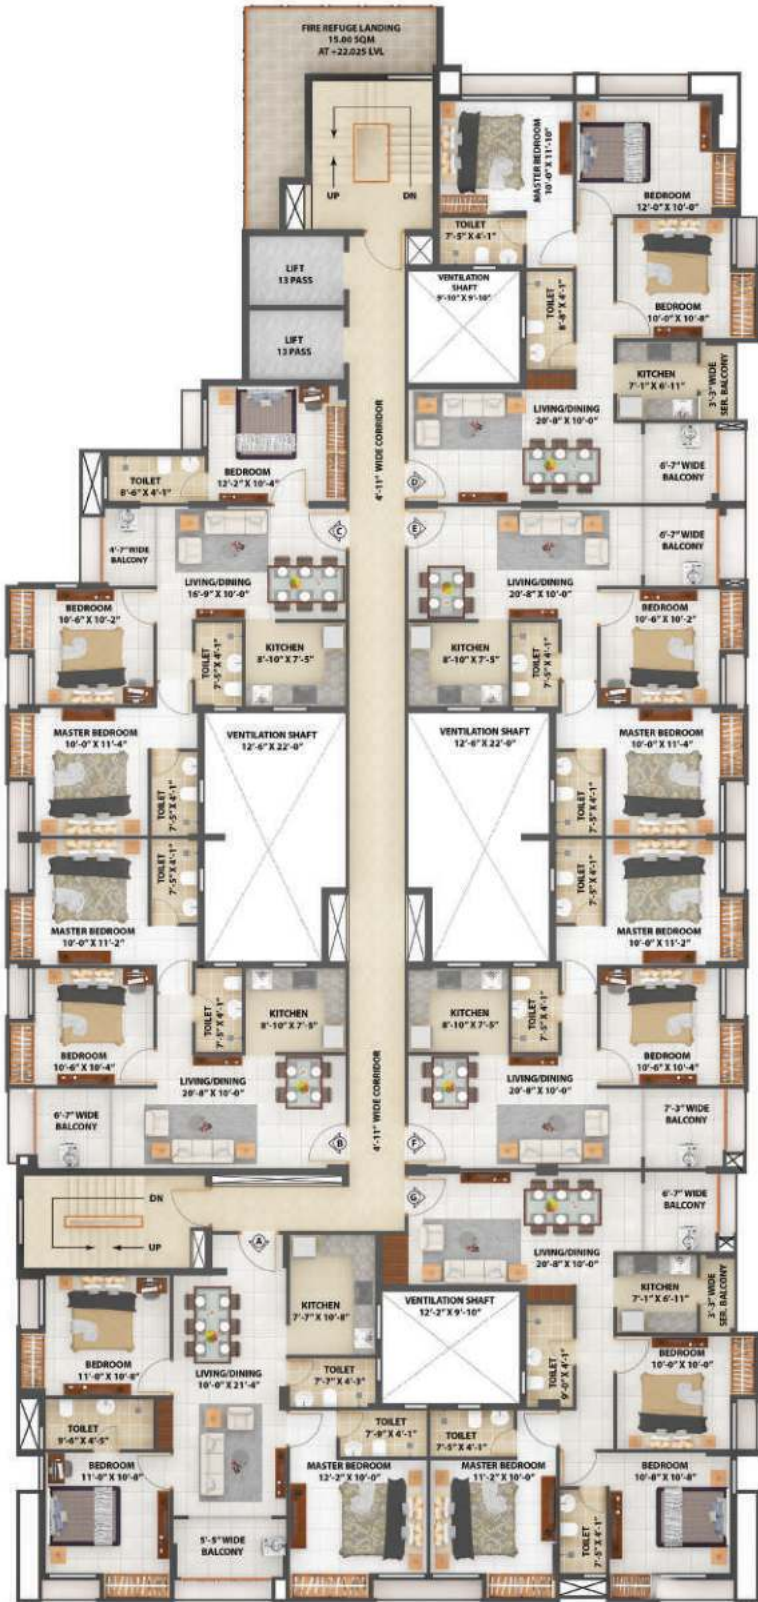 FIRE REFUGE LANDING
15.00 SQM
AT +22.025 LVL
UP
DN
MASTER BEDROOM
10'-0" X 11'-10"
BEDROOM
12'-0" X 10'-0"
TOILET
7'-5" X 4'-1"
LIFT
13 PASS
VENTILATION
SHAFT
9'-10" X 9'-10"
TOILET
8'-8" X 4'-1"
BEDROOM
10'-0" X 10'-8"
LIFT
13 PASS
KITCHEN
7'-1" X 6'-11"
3'-3" WIDE
SER. BALCONY
4'-11" WIDE CORRIDOR
LIVING/DINING
20'-8" X 10'-0"
BEDROOM
12'-2" X 10'-4"
TOILET
8'-6" X 4'-1"
D
6'-7" WIDE
BALCONY
C
E
4'-7" WIDE
BALCONY
6'-7" WIDE
BALCONY
LIVING/DINING
16'-9" X 10'-0"
LIVING/DINING
20'-8" X 10'-0"
BEDROOM
10'-6" X 10'-2"
BEDROOM
10'-6" X 10'-2"
TOILET
7'-5" X 4'-1"
KITCHEN
8'-10" X 7'-5"
KITCHEN
8'-10" X 7'-5"
TOILET
7'-5" X 4'-1"
MASTER BEDROOM
10'-0" X 11'-4"
VENTILATION SHAFT
12'-6" X 22'-0"
VENTILATION SHAFT
12'-6" X 22'-0"
MASTER BEDROOM
10'-0" X 11'-4"
TOILET
7'-5" X 4'-1"
TOILET
7'-5" X 4'-1"
TOILET
7'-5" X 4'-1"
TOILET
7'-5" X 4'-1"
MASTER BEDROOM
10'-0" X 11'-2"
MASTER BEDROOM
10'-0" X 11'-2"
TOILET
7'-5" X 4'-1"
KITCHEN
8'-10" X 7'-5"
KITCHEN
8'-10" X 7'-5"
TOILET
7'-5" X 4'-1"
BEDROOM
10'-6" X 10'-4"
BEDROOM
10'-6" X 10'-4"
LIVING/DINING
20'-8" X 10'-0"
4'-11" WIDE CORRIDOR
LIVING/DINING
20'-8" X 10'-0"
6'-7" WIDE
BALCONY
7'-3" WIDE
BALCONY
B
F
DN
UP
G
6'-7" WIDE
BALCONY
A
LIVING/DINING
20'-8" X 10'-0"
KITCHEN
7'-7" X 10'-8"
VENTILATION SHAFT
12'-2" X 9'-10"
KITCHEN
7'-1" X 6'-11"
3'-3" WIDE
SER. BALCONY
BEDROOM
11'-0" X 10'-8"
LIVING/DINING
10'-0" X 21'-4"
TOILET
7'-7" X 4'-3"
TOILET
9'-0" X 4'-1"
BEDROOM
10'-0" X 10'-0"
TOILET
9'-6" X 4'-5"
TOILET
7'-9" X 4'-1"
TOILET
7'-5" X 4'-1"
BEDROOM
11'-0" X 10'-8"
MASTER BEDROOM
12'-2" X 10'-0"
MASTER BEDROOM
11'-2" X 10'-0"
BEDROOM
10'-8" X 10'-8"
5'-5" WIDE
BALCONY
TOILET
7'-5" X 4'-1"